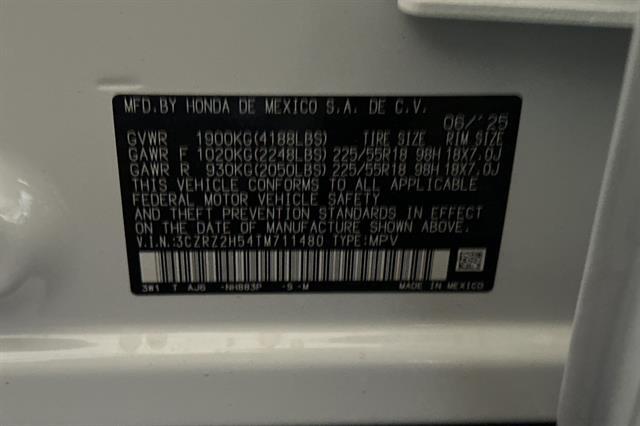 MFD.BY HONDA DE MEXICO S.A. DE C.V.
06/'25
GVWR 1900KG(4188LBS) TIRE SIZE RIM SIZE
GAWR F 1020KG(2248LBS) 225/55R18 98H 18X7.0J
GAWR R 930KG(2050LBS) 225/55R18 98H 18X7.0J
THIS VEHICLE CONFORMS TO ALL APPLICABLE
FEDERAL MOTOR VEHICLE SAFETY
AND THEFT PREVENTION STANDARDS IN EFFECT
ON THE DATE OF MANUFACTURE SHOWN ABOVE.
V.I.N.:3CZRZ2H54TM711480 TYPE:MPV
3W1 T AJ6 -NH883P -S -M MADE IN MEXICO